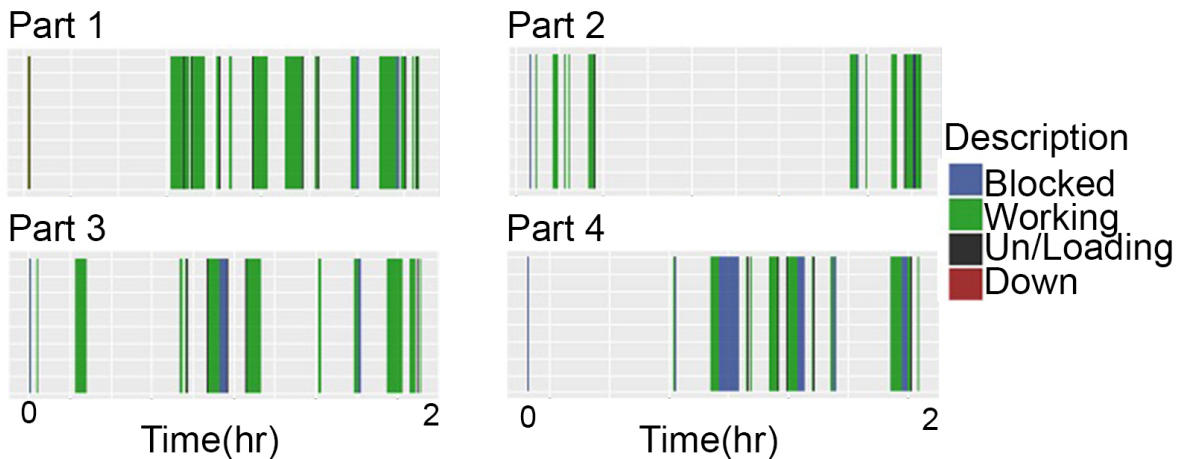 Part 1
Part 2
Description
Blocked
Working
Un/Loading
Down
Part 3
Part 4
0
2
Time(hr)
0
2
Time(hr)